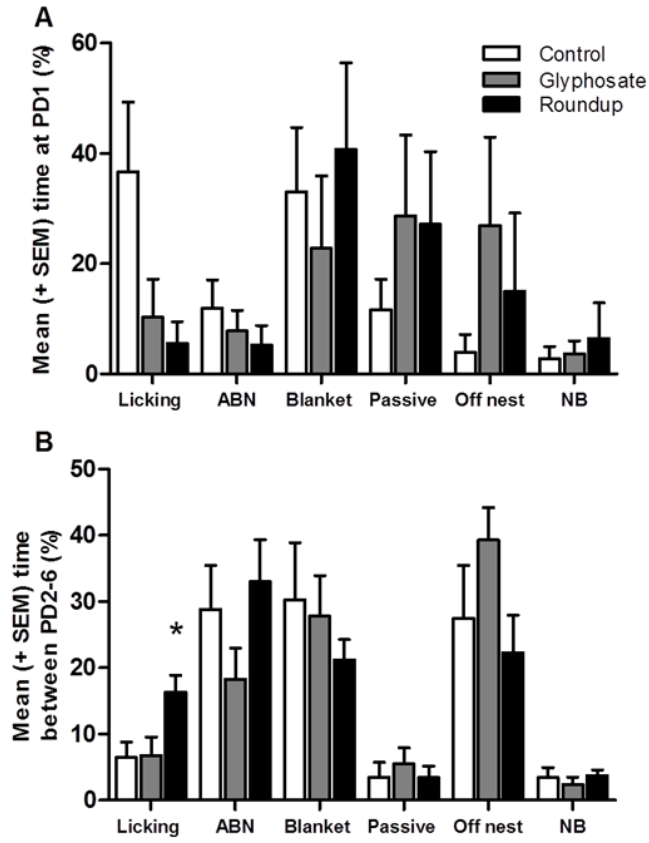 A
Mean (+ SEM) time at PD1 (%)
60
40
20
0
Control
Glyphosate
Roundup
Licking ABN Blanket Passive Off nest NB
B
Mean (+ SEM) time
between PD2-6 (%)
50
40
30
20
10
0
*
Licking ABN Blanket Passive Off nest NB